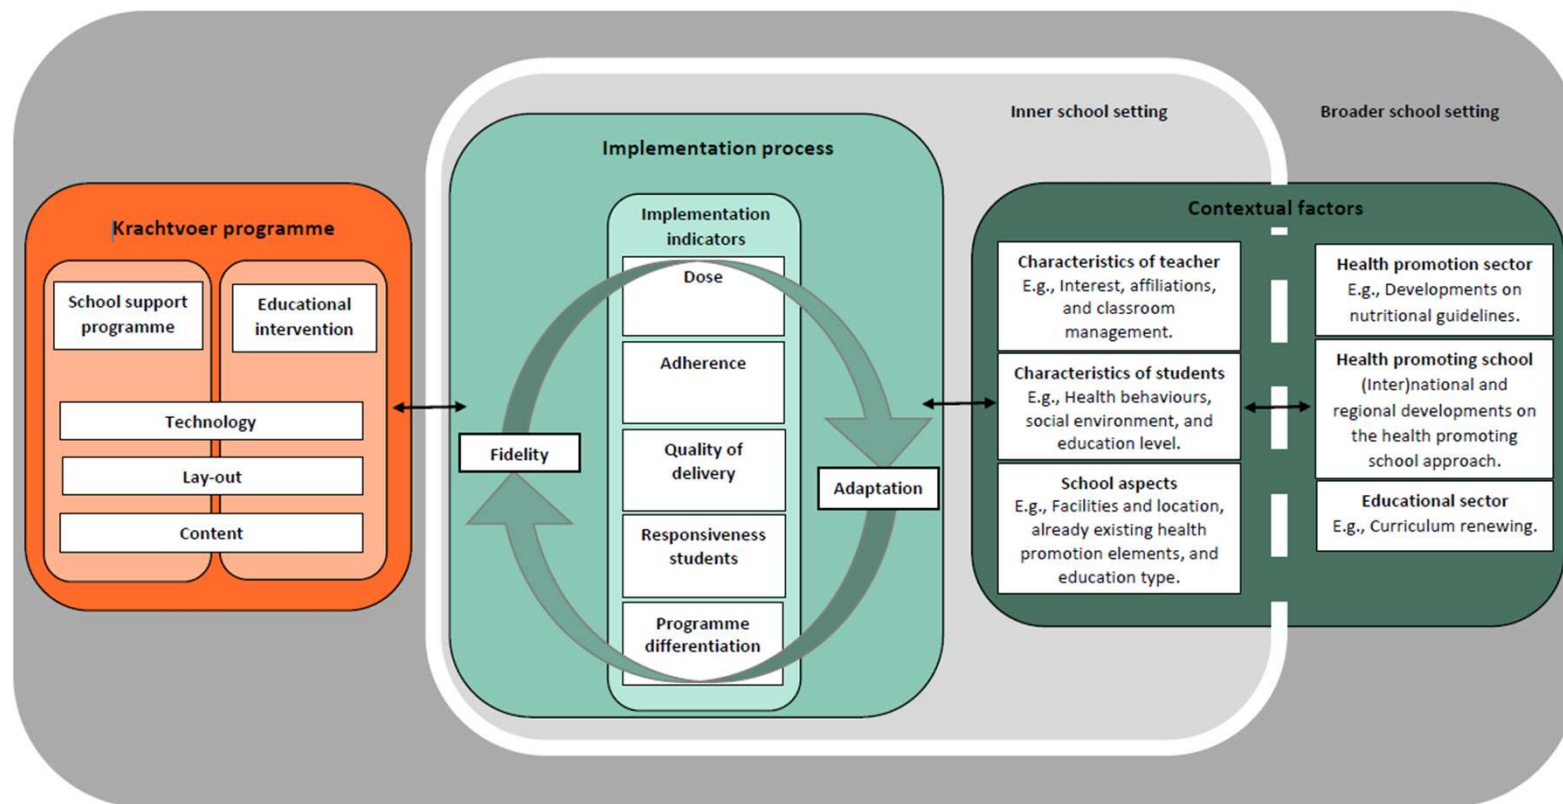 Inner school setting
Broader school setting
Krachtvoer programme
School support
programme
Educational
intervention
Technology
Lay-out
Content
Implementation process
Implementation
indicators
Dose
Adherence
Quality of
delivery
Responsiveness
students
Programme
differentiation
Fidelity
Adaptation
Contextual factors
Characteristics of teacher
E.g., Interest, affiliations,
and classroom
management.
Characteristics of students
E.g., Health behaviours,
social environment, and
education level.
School aspects
E.g., Facilities and location,
already existing health
promotion elements, and
education type.
Health promotion sector
E.g., Developments on
nutritional guidelines.
Health promoting school
(Inter)national and
regional developments on
the health promoting
school approach.
Educational sector
E.g., Curriculum renewing.